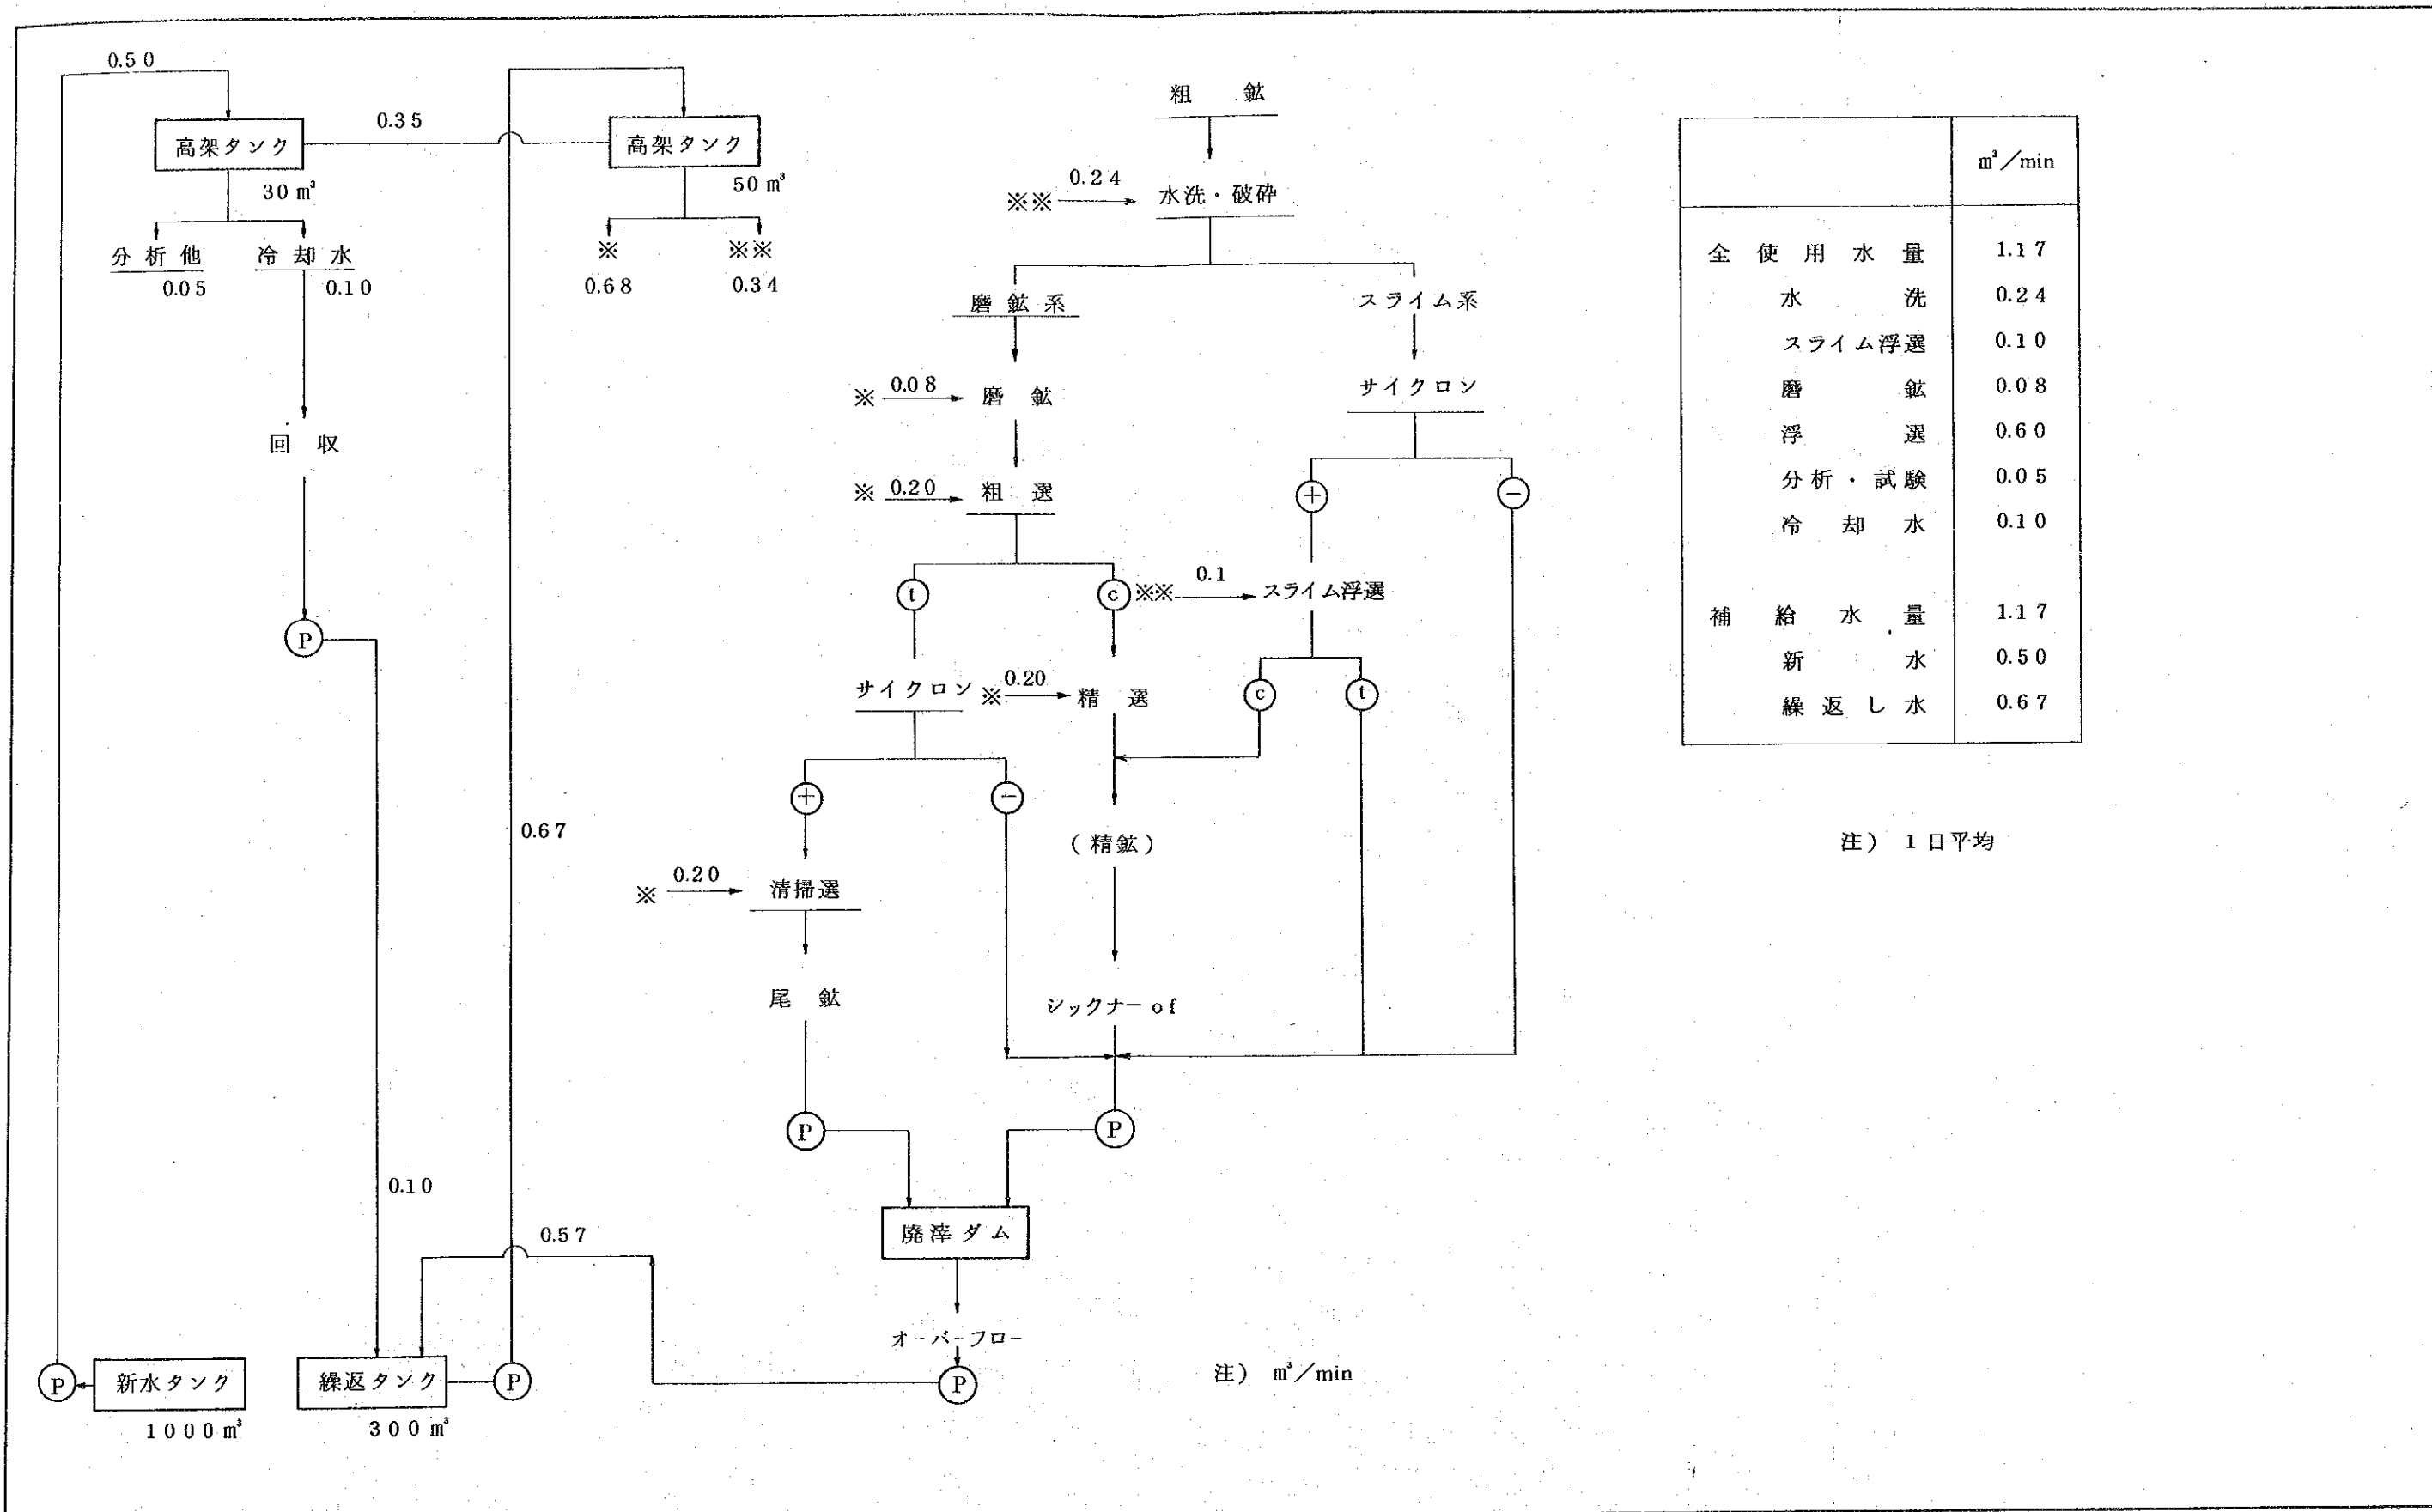 0.50
高架タンク
30 m³
0.35
高架タンク
50 m³
分析他
0.05
冷却水
0.10
※
0.68
※※
0.34
回収
P
0.10
0.67
粗鉱
※※ 0.24 水洗・破砕
磨鉱系
スライム系
※ 0.08 磨鉱
サイクロン
※ 0.20 粗選
+
−
t
c
※※ 0.1 スライム浮選
サイクロン
※ 0.20 精選
c
t
+
−
(精鉱)
※ 0.20 清掃選
尾鉱
シックナー of
P
P
廃滓ダム
0.57
オーバーフロー
P
P
新水タンク
1000 m³
繰返タンク
300 m³
P
注) m³/min
m³/min
全使用水量 1.17
水洗 0.24
スライム浮選 0.10
磨鉱 0.08
浮選 0.60
分析・試験 0.05
冷却水 0.10
補給水量 1.17
新水 0.50
繰返し水 0.67
注) 1日平均